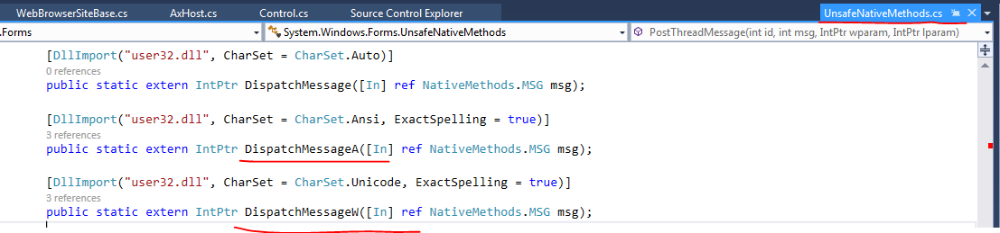 WebBrowserSiteBase.cs AxHost.cs Control.cs Source Control Explorer UnsafeNativeMethods.cs
.Forms System.Windows.Forms.UnsafeNativeMethods PostThreadMessage(int id, int msg, IntPtr wparam, IntPtr lparam)
[DllImport("user32.dll", CharSet = CharSet.Auto)]
0 references
public static extern IntPtr DispatchMessage([In] ref NativeMethods.MSG msg);
[DllImport("user32.dll", CharSet = CharSet.Ansi, ExactSpelling = true)]
3 references
public static extern IntPtr DispatchMessageA([In] ref NativeMethods.MSG msg);
[DllImport("user32.dll", CharSet = CharSet.Unicode, ExactSpelling = true)]
3 references
public static extern IntPtr DispatchMessageW([In] ref NativeMethods.MSG msg);